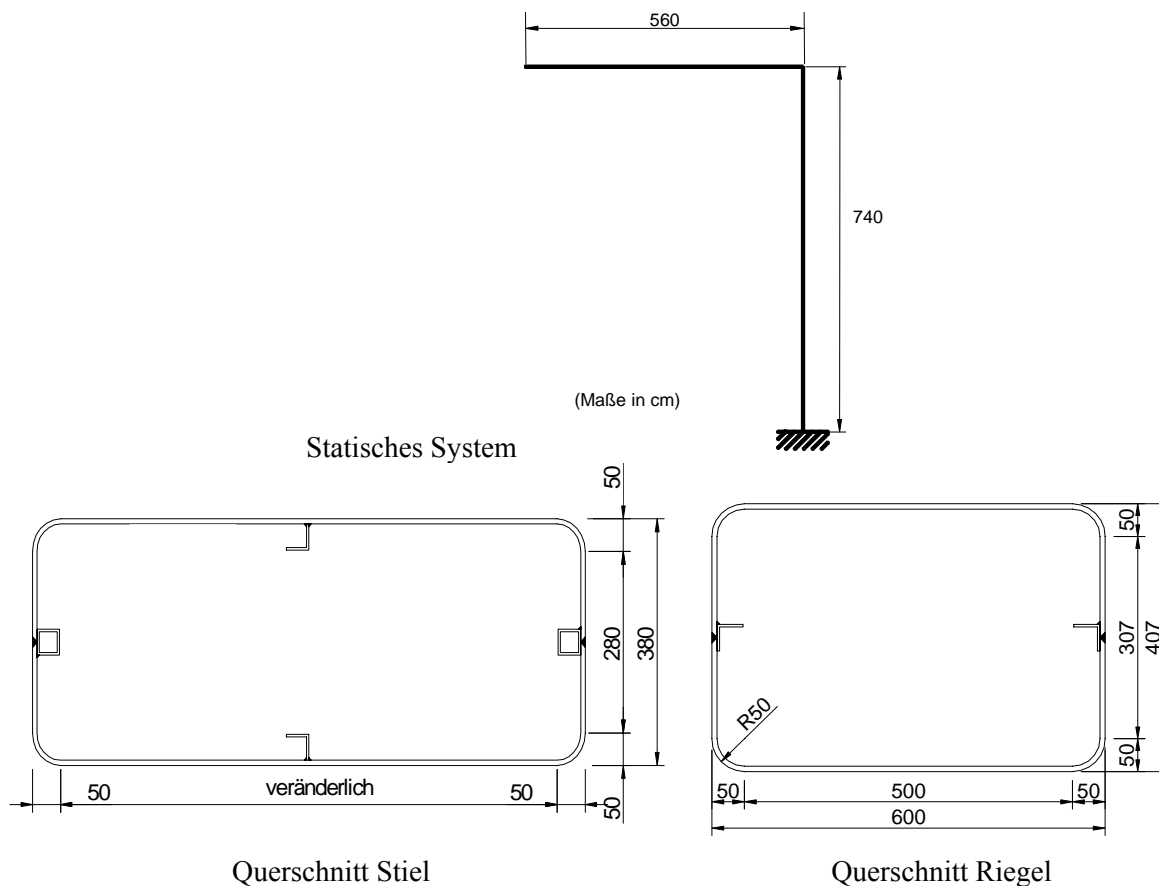 560
740
(Maße in cm)
Statisches System
50
280
380
50
50
veränderlich
50
Querschnitt Stiel
50
307
407
50
R50
50
500
50
600
Querschnitt Riegel